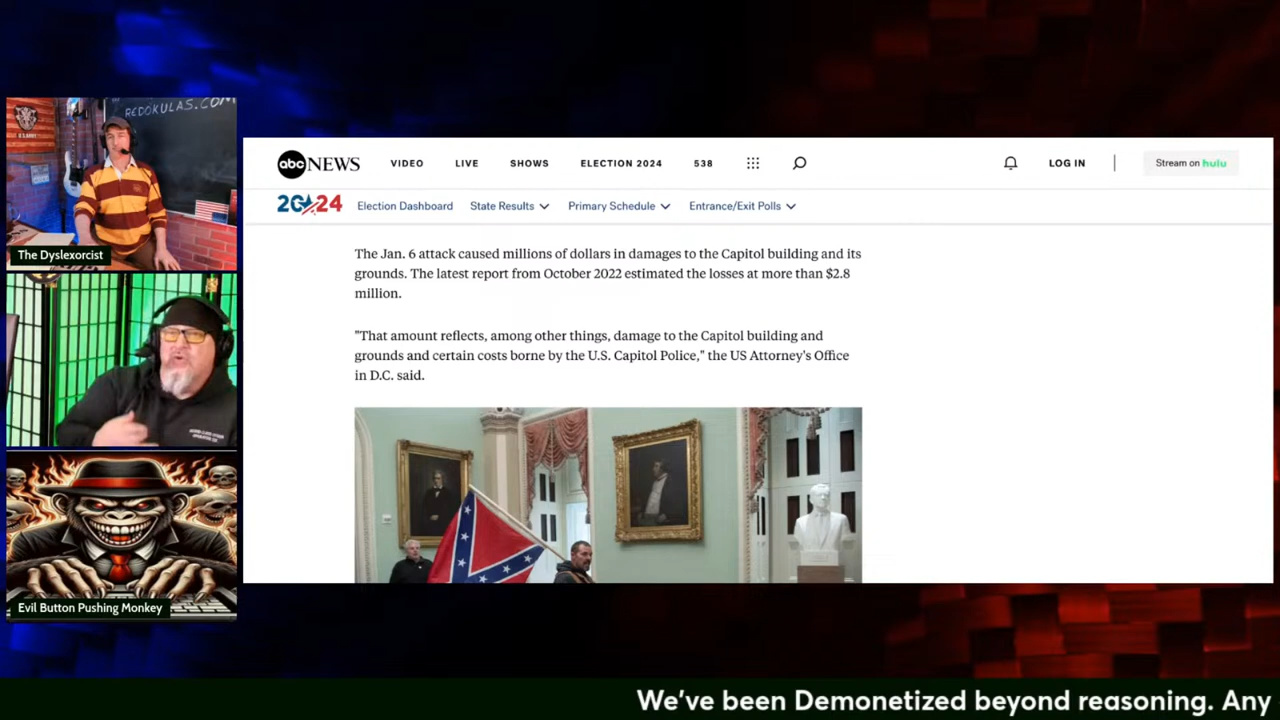 REDOKULAS.COM
U.S. ARMY
The Dyslexorcist
Evil Button Pushing Monkey
abc NEWS
VIDEO
LIVE
SHOWS
ELECTION 2024
538
LOG IN
Stream on hulu
2024
Election Dashboard
State Results
Primary Schedule
Entrance/Exit Polls
The Jan. 6 attack caused millions of dollars in damages to the Capitol building and its
grounds. The latest report from October 2022 estimated the losses at more than $2.8
million.
"That amount reflects, among other things, damage to the Capitol building and
grounds and certain costs borne by the U.S. Capitol Police," the US Attorney's Office
in D.C. said.
We've been Demonetized beyond reasoning. Any